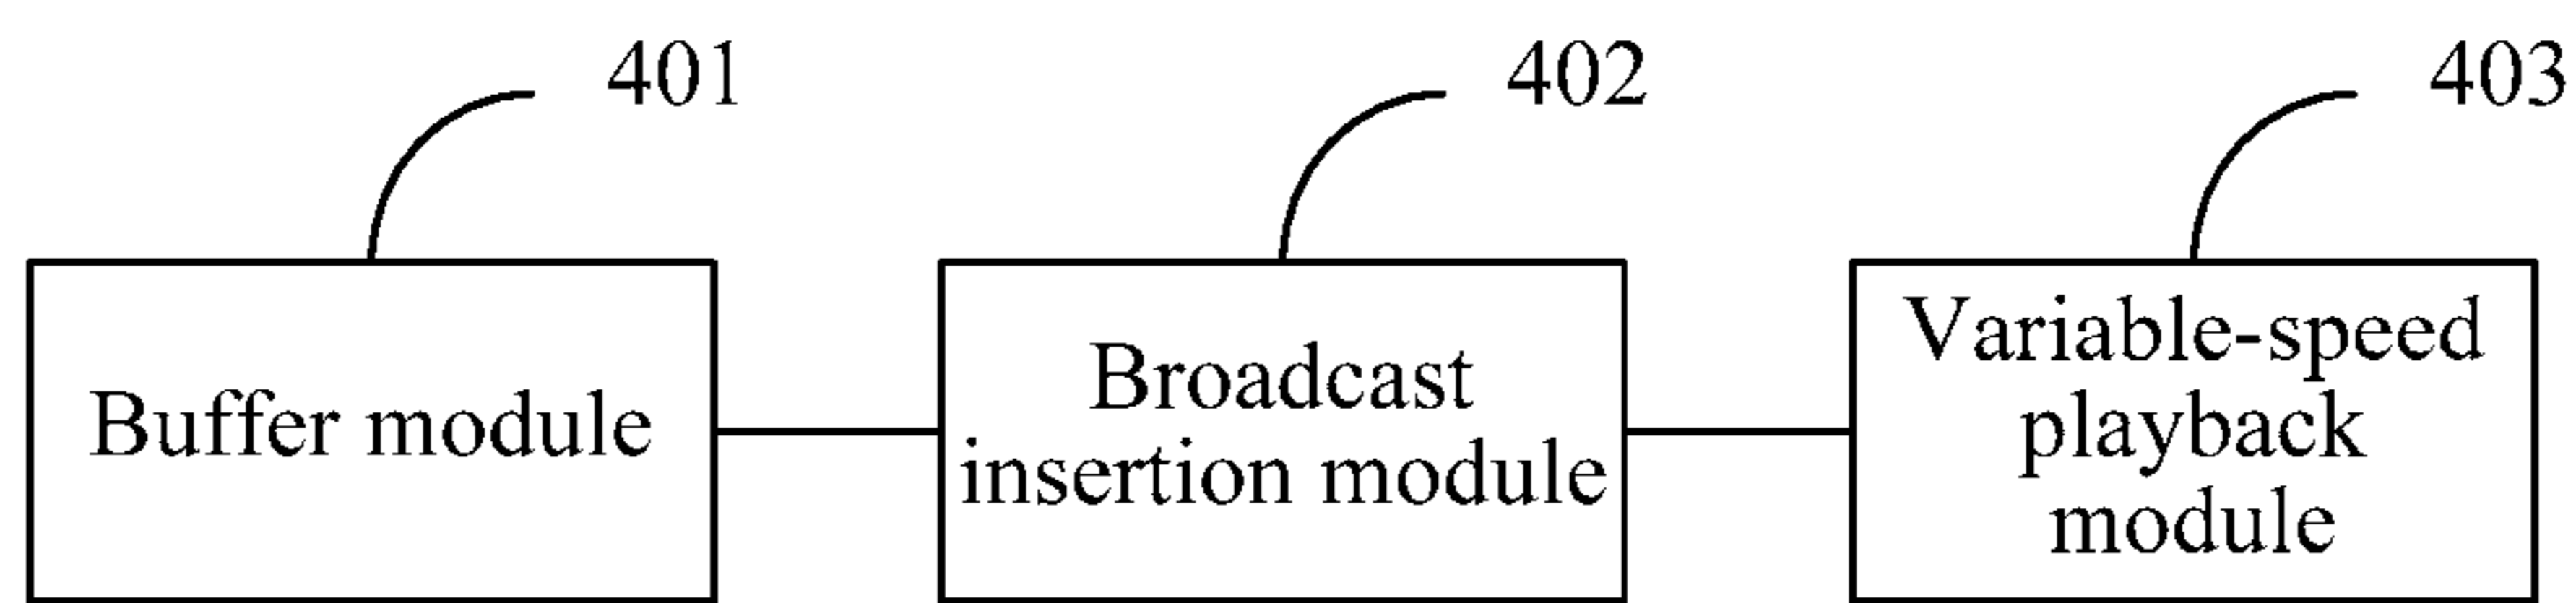 401
402
403
Buffer module
Broadcast
insertion module
Variable-speed
playback
module